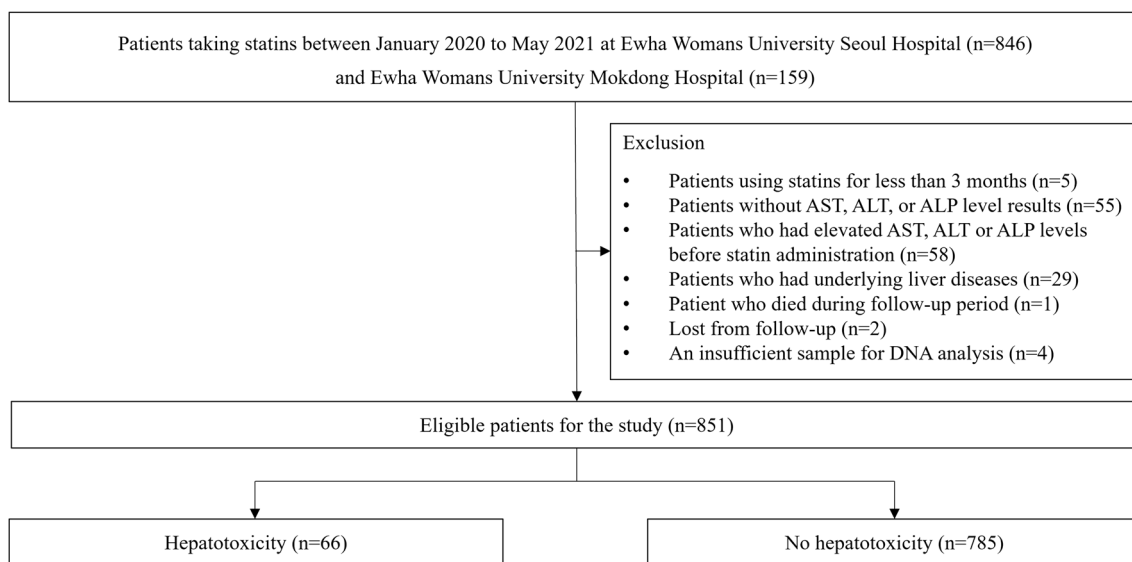 Patients taking statins between January 2020 to May 2021 at Ewha Womans University Seoul Hospital (n=846)
and Ewha Womans University Mokdong Hospital (n=159)
Exclusion
• Patients using statins for less than 3 months (n=5)
• Patients without AST, ALT, or ALP level results (n=55)
• Patients who had elevated AST, ALT or ALP levels
before statin administration (n=58)
• Patients who had underlying liver diseases (n=29)
• Patient who died during follow-up period (n=1)
• Lost from follow-up (n=2)
• An insufficient sample for DNA analysis (n=4)
Eligible patients for the study (n=851)
Hepatotoxicity (n=66)
No hepatotoxicity (n=785)